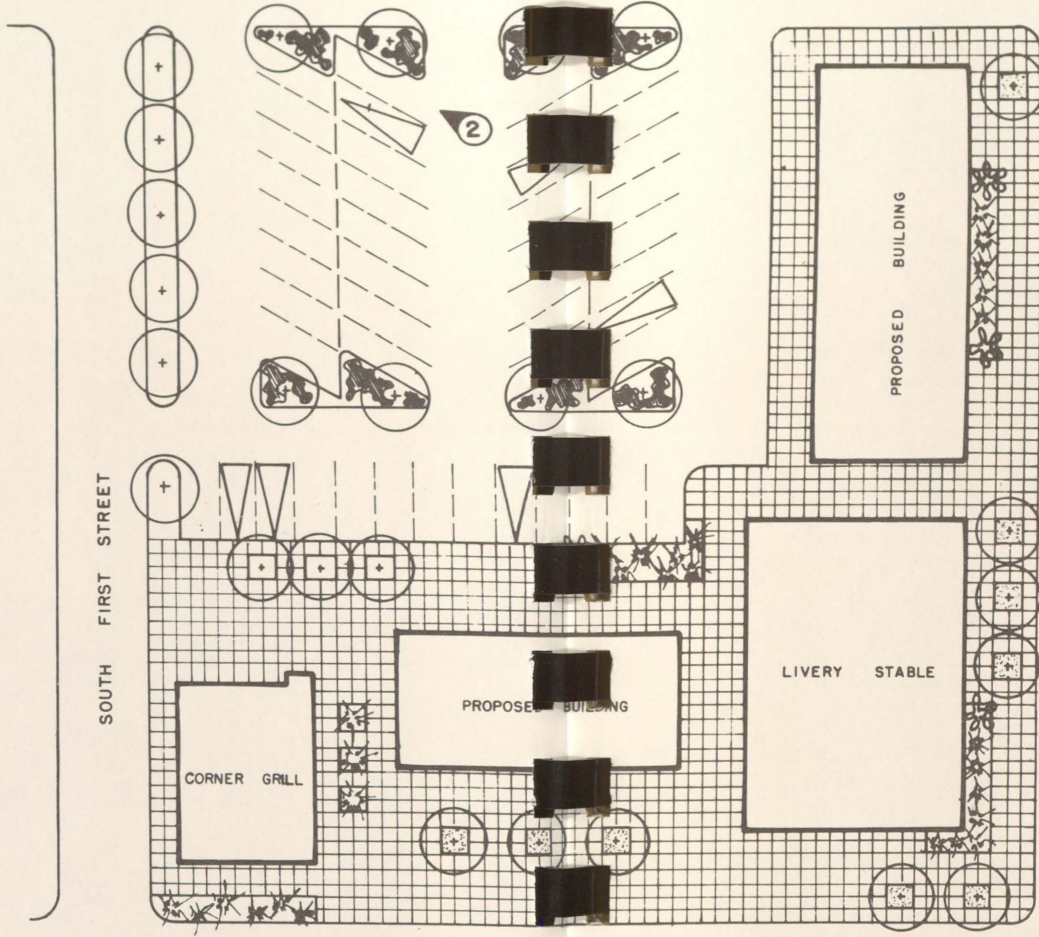 2
PROPOSED BUILDING
SOUTH FIRST STREET
LIVERY STABLE
PROPOSED BUILDING
CORNER GRILL